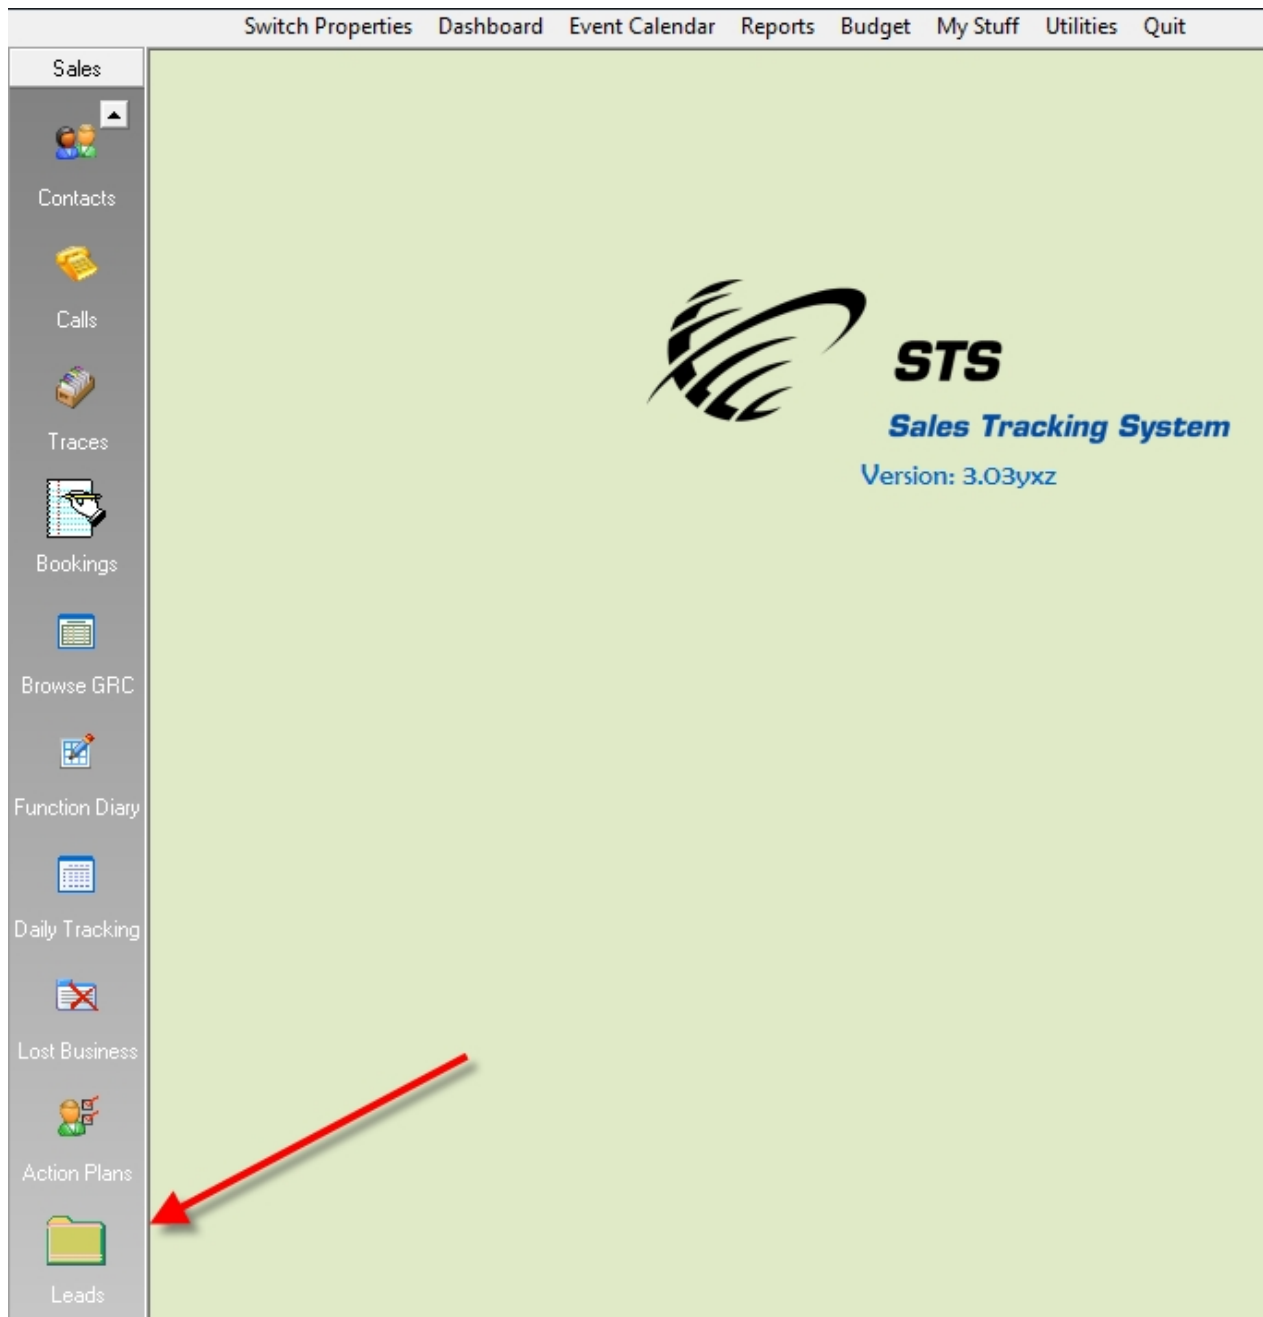 Switch Properties Dashboard Event Calendar Reports Budget My Stuff Utilities Quit
Sales
Contacts
Calls
Traces
Bookings
Browse GRC
Function Diary
Daily Tracking
Lost Business
Action Plans
Leads
STS
Sales Tracking System
Version: 3.03yxz